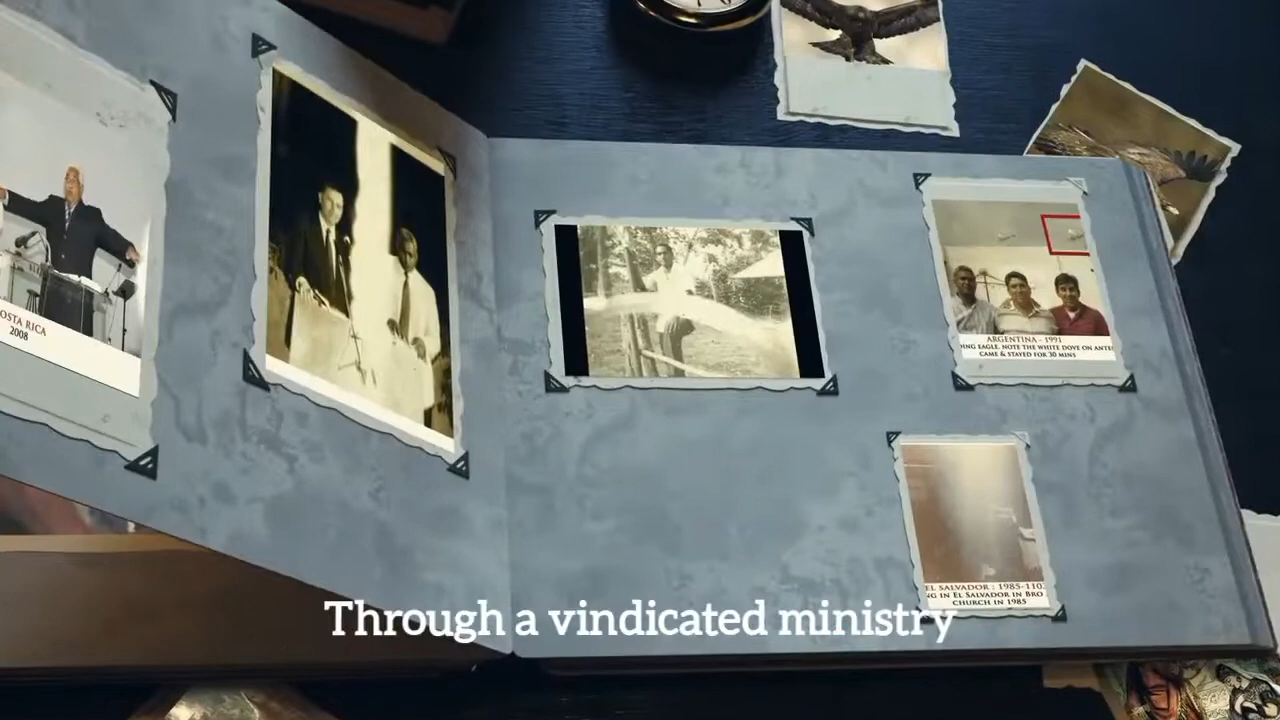 OSTA RICA
2008
ARGENTINA - 1991
ING EAGLE. NOTE THE WHITE DOVE ON ANTE
CAME & STAYED FOR 30 MINS
EL SALVADOR : 1985-110
NG IN EL SALVADOR IN BRO
CHURCH IN 1985
Through a vindicated ministry